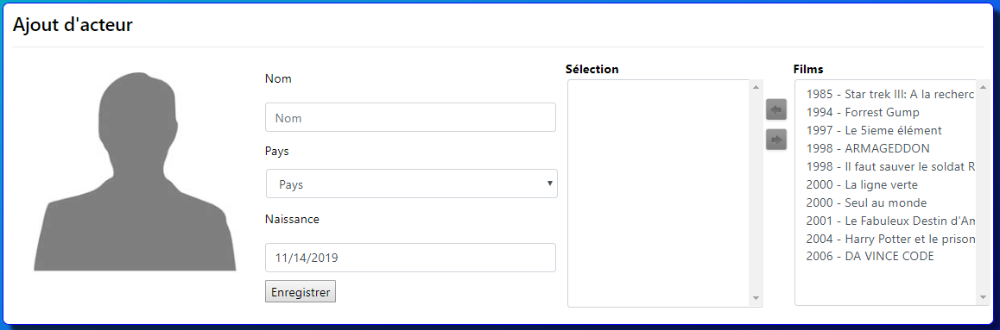 Ajout d'acteur
Nom
Nom
Pays
Pays
Naissance
11/14/2019
Enregistrer
Sélection
Films
1985 - Star trek III: A la recherc
1994 - Forrest Gump
1997 - Le 5ieme élément
1998 - ARMAGEDDON
1998 - Il faut sauver le soldat R
2000 - La ligne verte
2000 - Seul au monde
2001 - Le Fabuleux Destin d'Am
2004 - Harry Potter et le prison
2006 - DA VINCE CODE